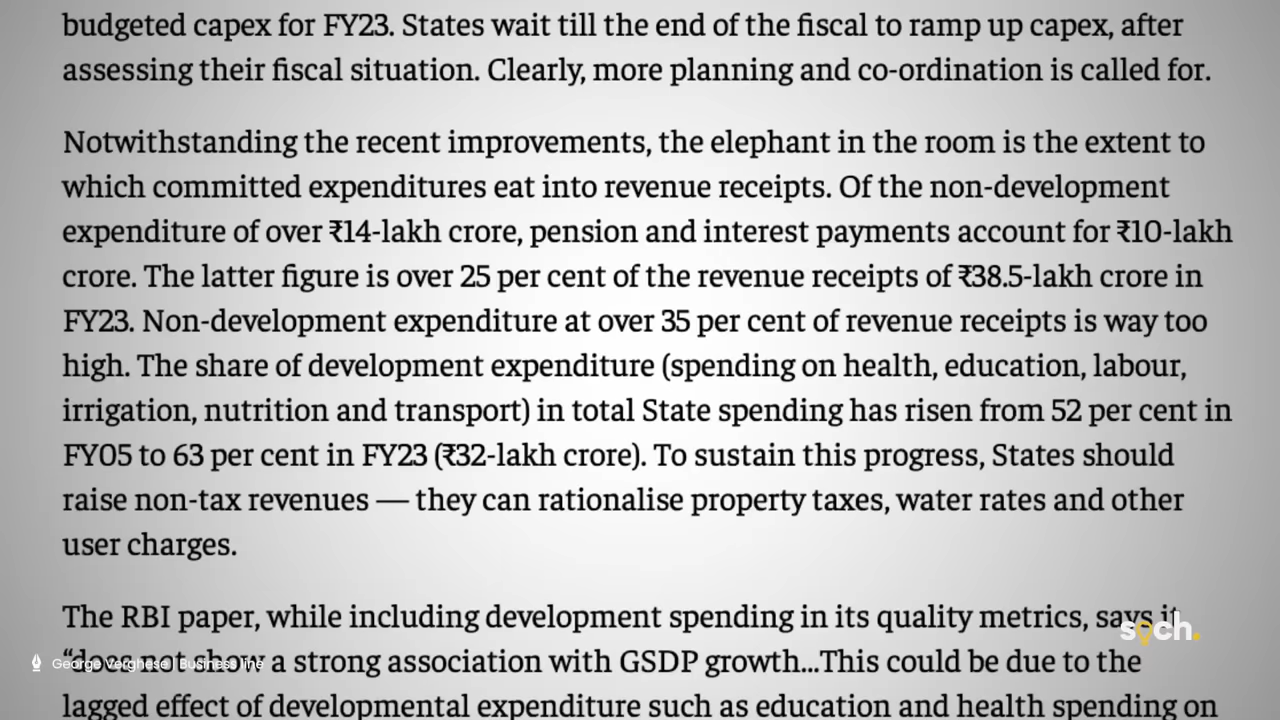 budgeted capex for FY23. States wait till the end of the fiscal to ramp up capex, after
assessing their fiscal situation. Clearly, more planning and co-ordination is called for.
Notwithstanding the recent improvements, the elephant in the room is the extent to
which committed expenditures eat into revenue receipts. Of the non-development
expenditure of over ₹14-lakh crore, pension and interest payments account for ₹10-lakh
crore. The latter figure is over 25 per cent of the revenue receipts of ₹38.5-lakh crore in
FY23. Non-development expenditure at over 35 per cent of revenue receipts is way too
high. The share of development expenditure (spending on health, education, labour,
irrigation, nutrition and transport) in total State spending has risen from 52 per cent in
FY05 to 63 per cent in FY23 (₹32-lakh crore). To sustain this progress, States should
raise non-tax revenues — they can rationalise property taxes, water rates and other
user charges.
The RBI paper, while including development spending in its quality metrics, says it
soch.
“does not show a strong association with GSDP growth...This could be due to the
George Verghese | Business line
lagged effect of developmental expenditure such as education and health spending on